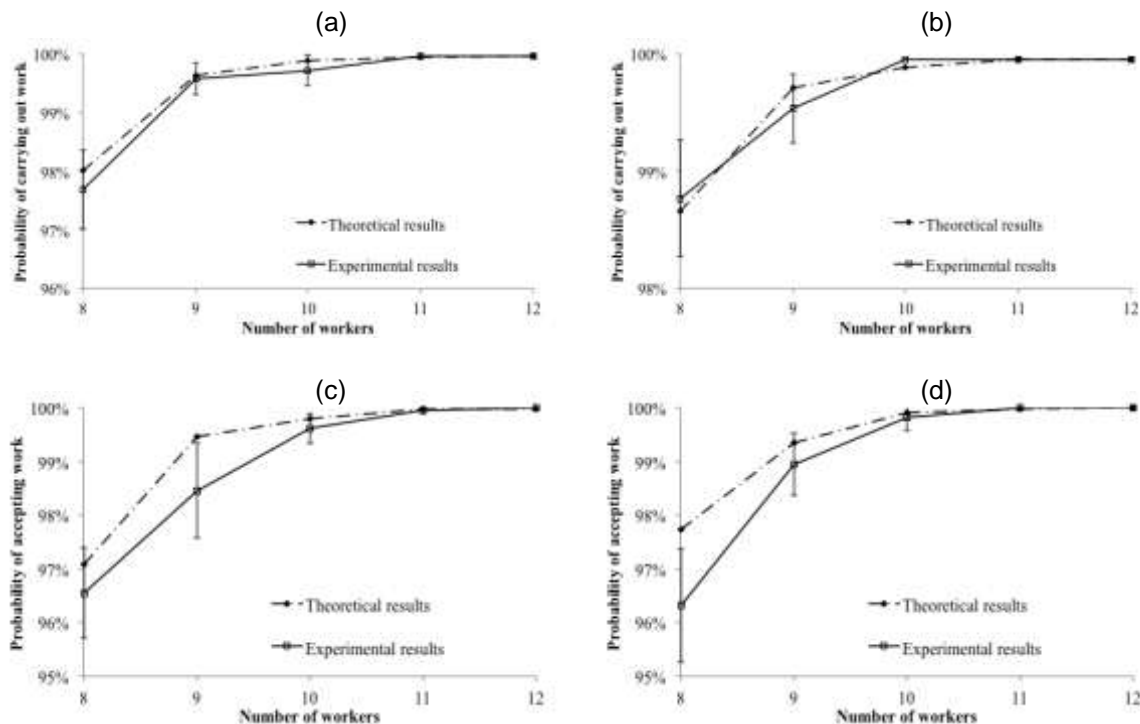 (a)
100%
99%
98%
97%
96%
Probability of carrying out work
Theoretical results
Experimental results
8 9 10 11 12
Number of workers
(b)
100%
99%
98%
Probability of carrying out work
Theoretical results
Experimental results
8 9 10 11 12
Number of workers
(c)
100%
99%
98%
97%
96%
95%
Probability of accepting work
Theoretical results
Experimental results
8 9 10 11 12
Number of workers
(d)
100%
99%
98%
97%
96%
95%
Probability of accepting work
Theoretical results
Experimental results
8 9 10 11 12
Number of workers